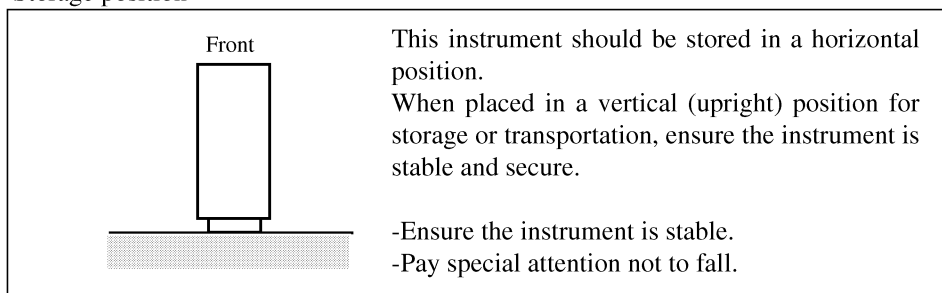 Storage position
Front
This instrument should be stored in a horizontal
position.
When placed in a vertical (upright) position for
storage or transportation, ensure the instrument is
stable and secure.
-Ensure the instrument is stable.
-Pay special attention not to fall.